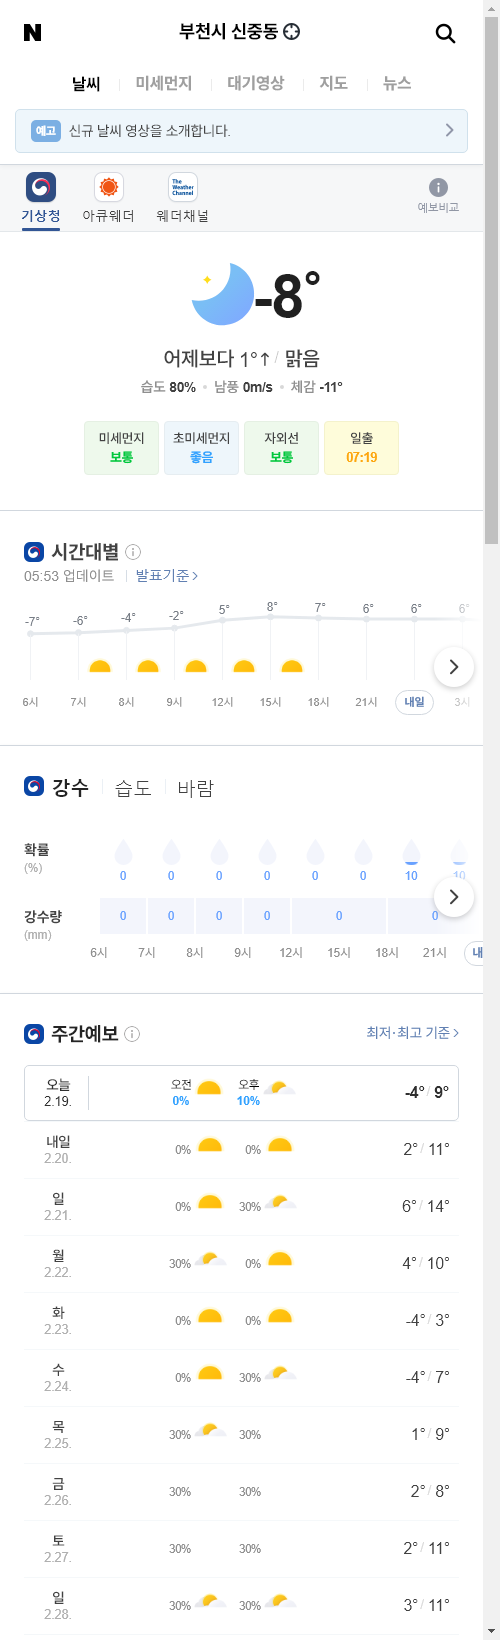 N 부천시 신중동
날씨 미세먼지 대기영상 지도 뉴스
예고 신규 날씨 영상을 소개합니다.
The Weather Channel
기상청 아큐웨더 웨더채널 예보비교
-8°
어제보다 1°↑ / 맑음
습도 80% 남풍 0m/s 체감 -11°
미세먼지 초미세먼지 자외선 일출
보통 좋음 보통 07:19
시간대별
05:53 업데이트 발표기준
-7° -6° -4° -2° 5° 8° 7° 6° 6° 6°
6시 7시 8시 9시 12시 15시 18시 21시 내일 3시
강수 습도 바람
확률
(%)
0 0 0 0 0 0 10 10
강수량
(mm)
0 0 0 0 0 0
6시 7시 8시 9시 12시 15시 18시 21시 내
주간예보 최저·최고 기준
오늘 2.19. 오전 0% 오후 10% -4° / 9°
내일 2.20. 0% 0% 2° / 11°
일 2.21. 0% 30% 6° / 14°
월 2.22. 30% 0% 4° / 10°
화 2.23. 0% 0% -4° / 3°
수 2.24. 0% 30% -4° / 7°
목 2.25. 30% 30% 1° / 9°
금 2.26. 30% 30% 2° / 8°
토 2.27. 30% 30% 2° / 11°
일 2.28. 30% 30% 3° / 11°